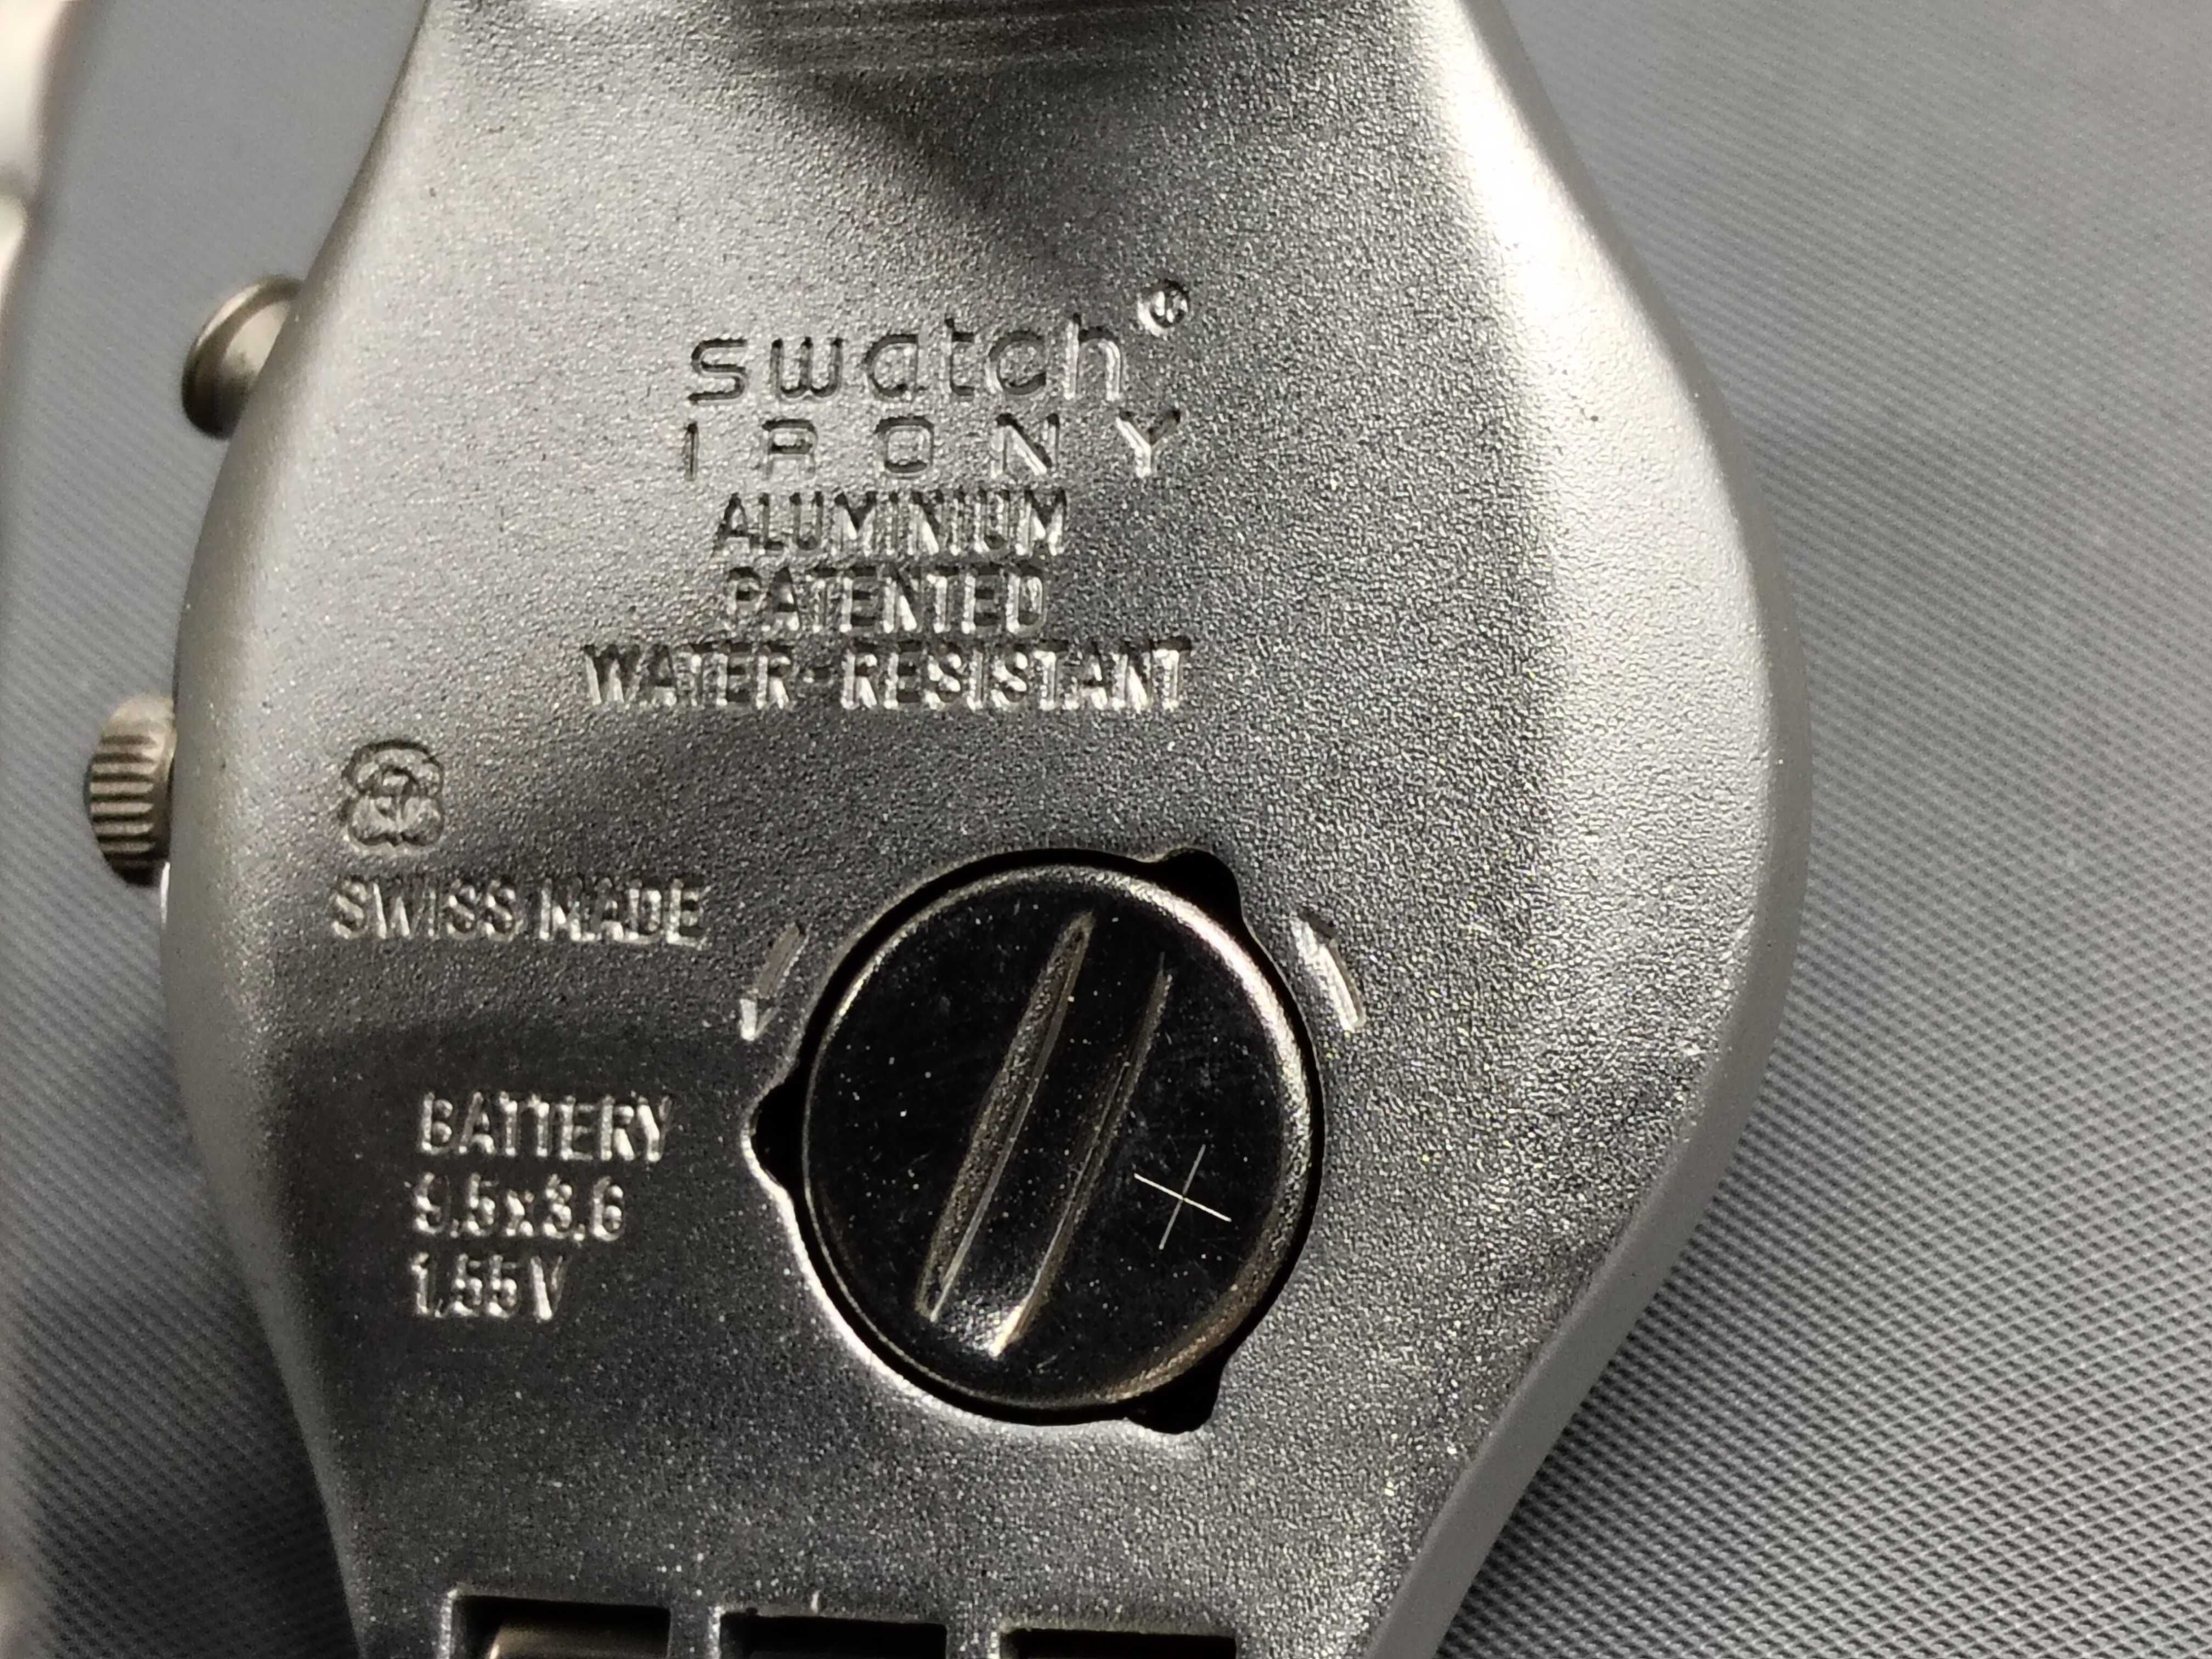 swatch®
IRONY
ALUMINIUM
PATENTED
WATER-RESISTANT
SWISS MADE
BATTERY
9.5x3.6
1.55V
+